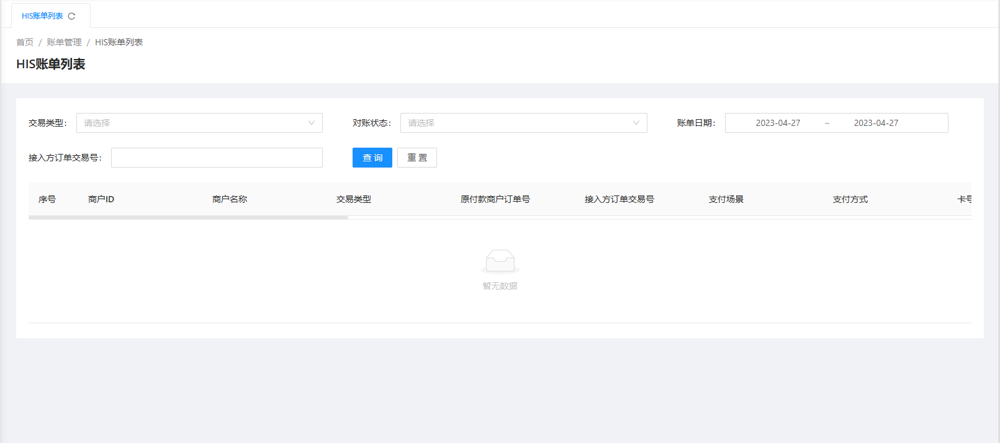 HIS账单列表
首页 / 账单管理 / HIS账单列表
HIS账单列表
交易类型: 请选择 对账状态: 请选择 账单日期: 2023-04-27 ~ 2023-04-27
接入方订单交易号: 查 询 重 置
序号 商户ID 商户名称 交易类型 原付款商户订单号 接入方订单交易号 支付场景 支付方式 卡号
暂无数据